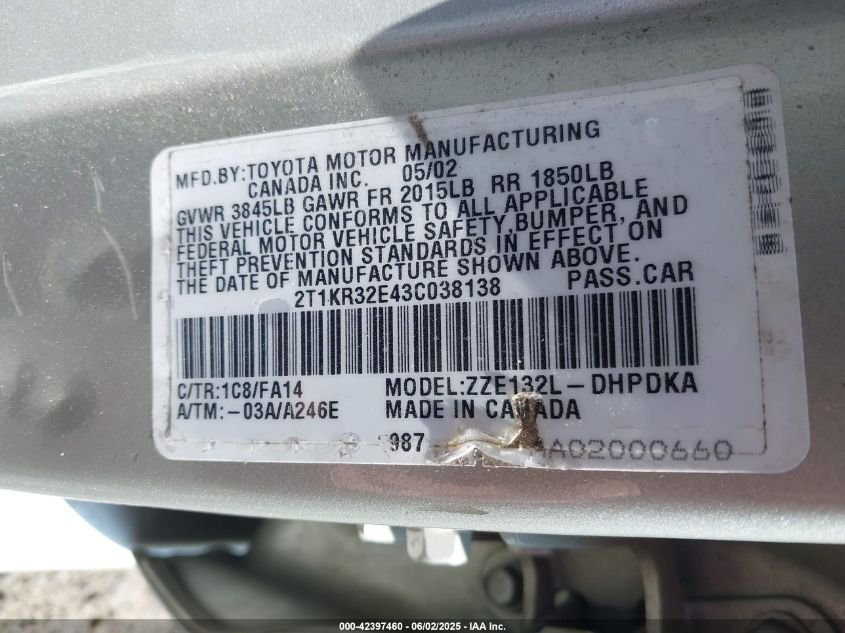 MFD.BY:TOYOTA MOTOR MANUFACTURING
CANADA INC. 05/02
GVWR 3845LB GAWR FR 2015LB RR 1850LB
THIS VEHICLE CONFORMS TO ALL APPLICABLE
FEDERAL MOTOR VEHICLE SAFETY,BUMPER, AND
THEFT PREVENTION STANDARDS IN EFFECT ON
THE DATE OF MANUFACTURE SHOWN ABOVE.
2T1KR32E43C038138 PASS.CAR
C/TR:1C8/FA14 MODEL:ZZE132L-DHPDKA
A/TM:-03A/A246E MADE IN CANADA
987 A02000660
000-42397460 - 06/02/2025 - IAA Inc.